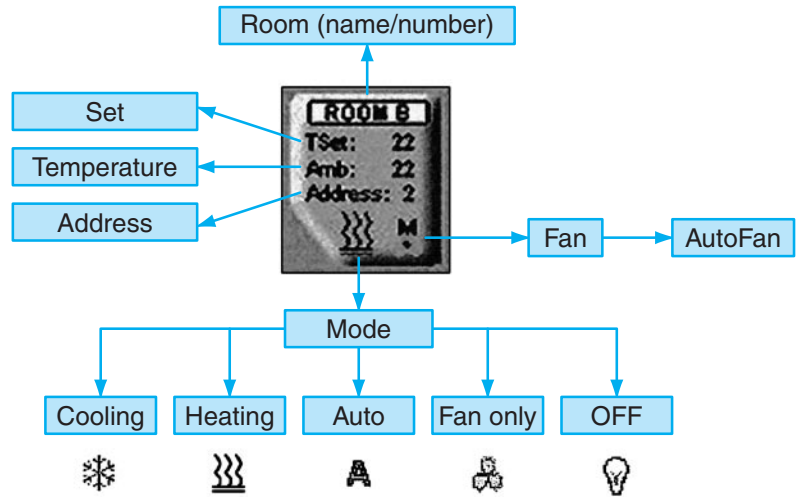 Room (name/number)
ROOM B
Set
TSet: 22
Temperature
Amb: 22
Address
Address: 2
M
Fan
AutoFan
Mode
Cooling
Heating
Auto
Fan only
OFF
A